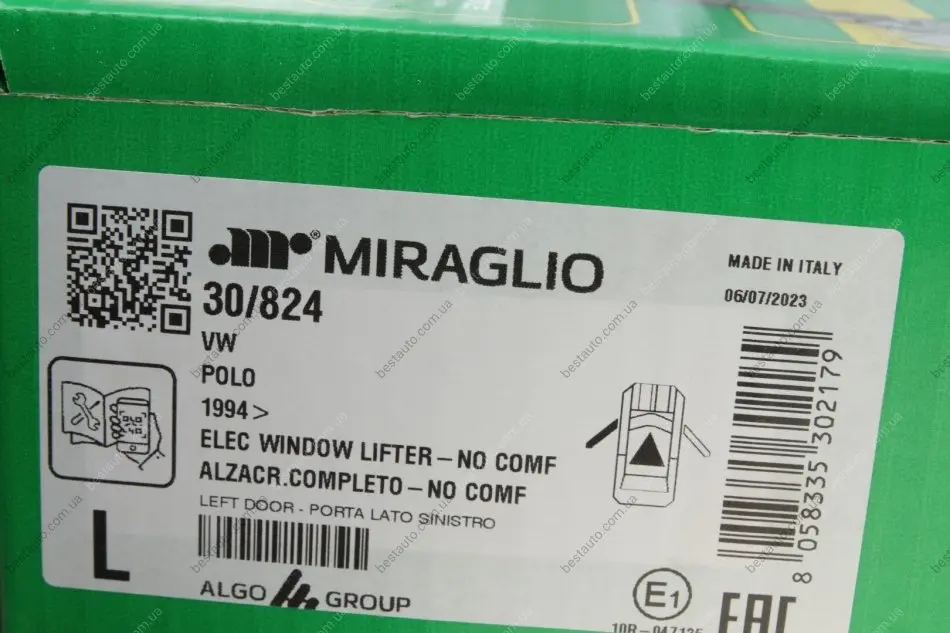 MIRAGLIO
30/824
VW
POLO
1994>
ELEC WINDOW LIFTER - NO COMF
ALZACR.COMPLETO - NO COMF
LEFT DOOR - PORTA LATO SINISTRO
L
ALGO GROUP
MADE IN ITALY
06/07/2023
8 058335 302179
E1
EAC
bestauto.com.ua